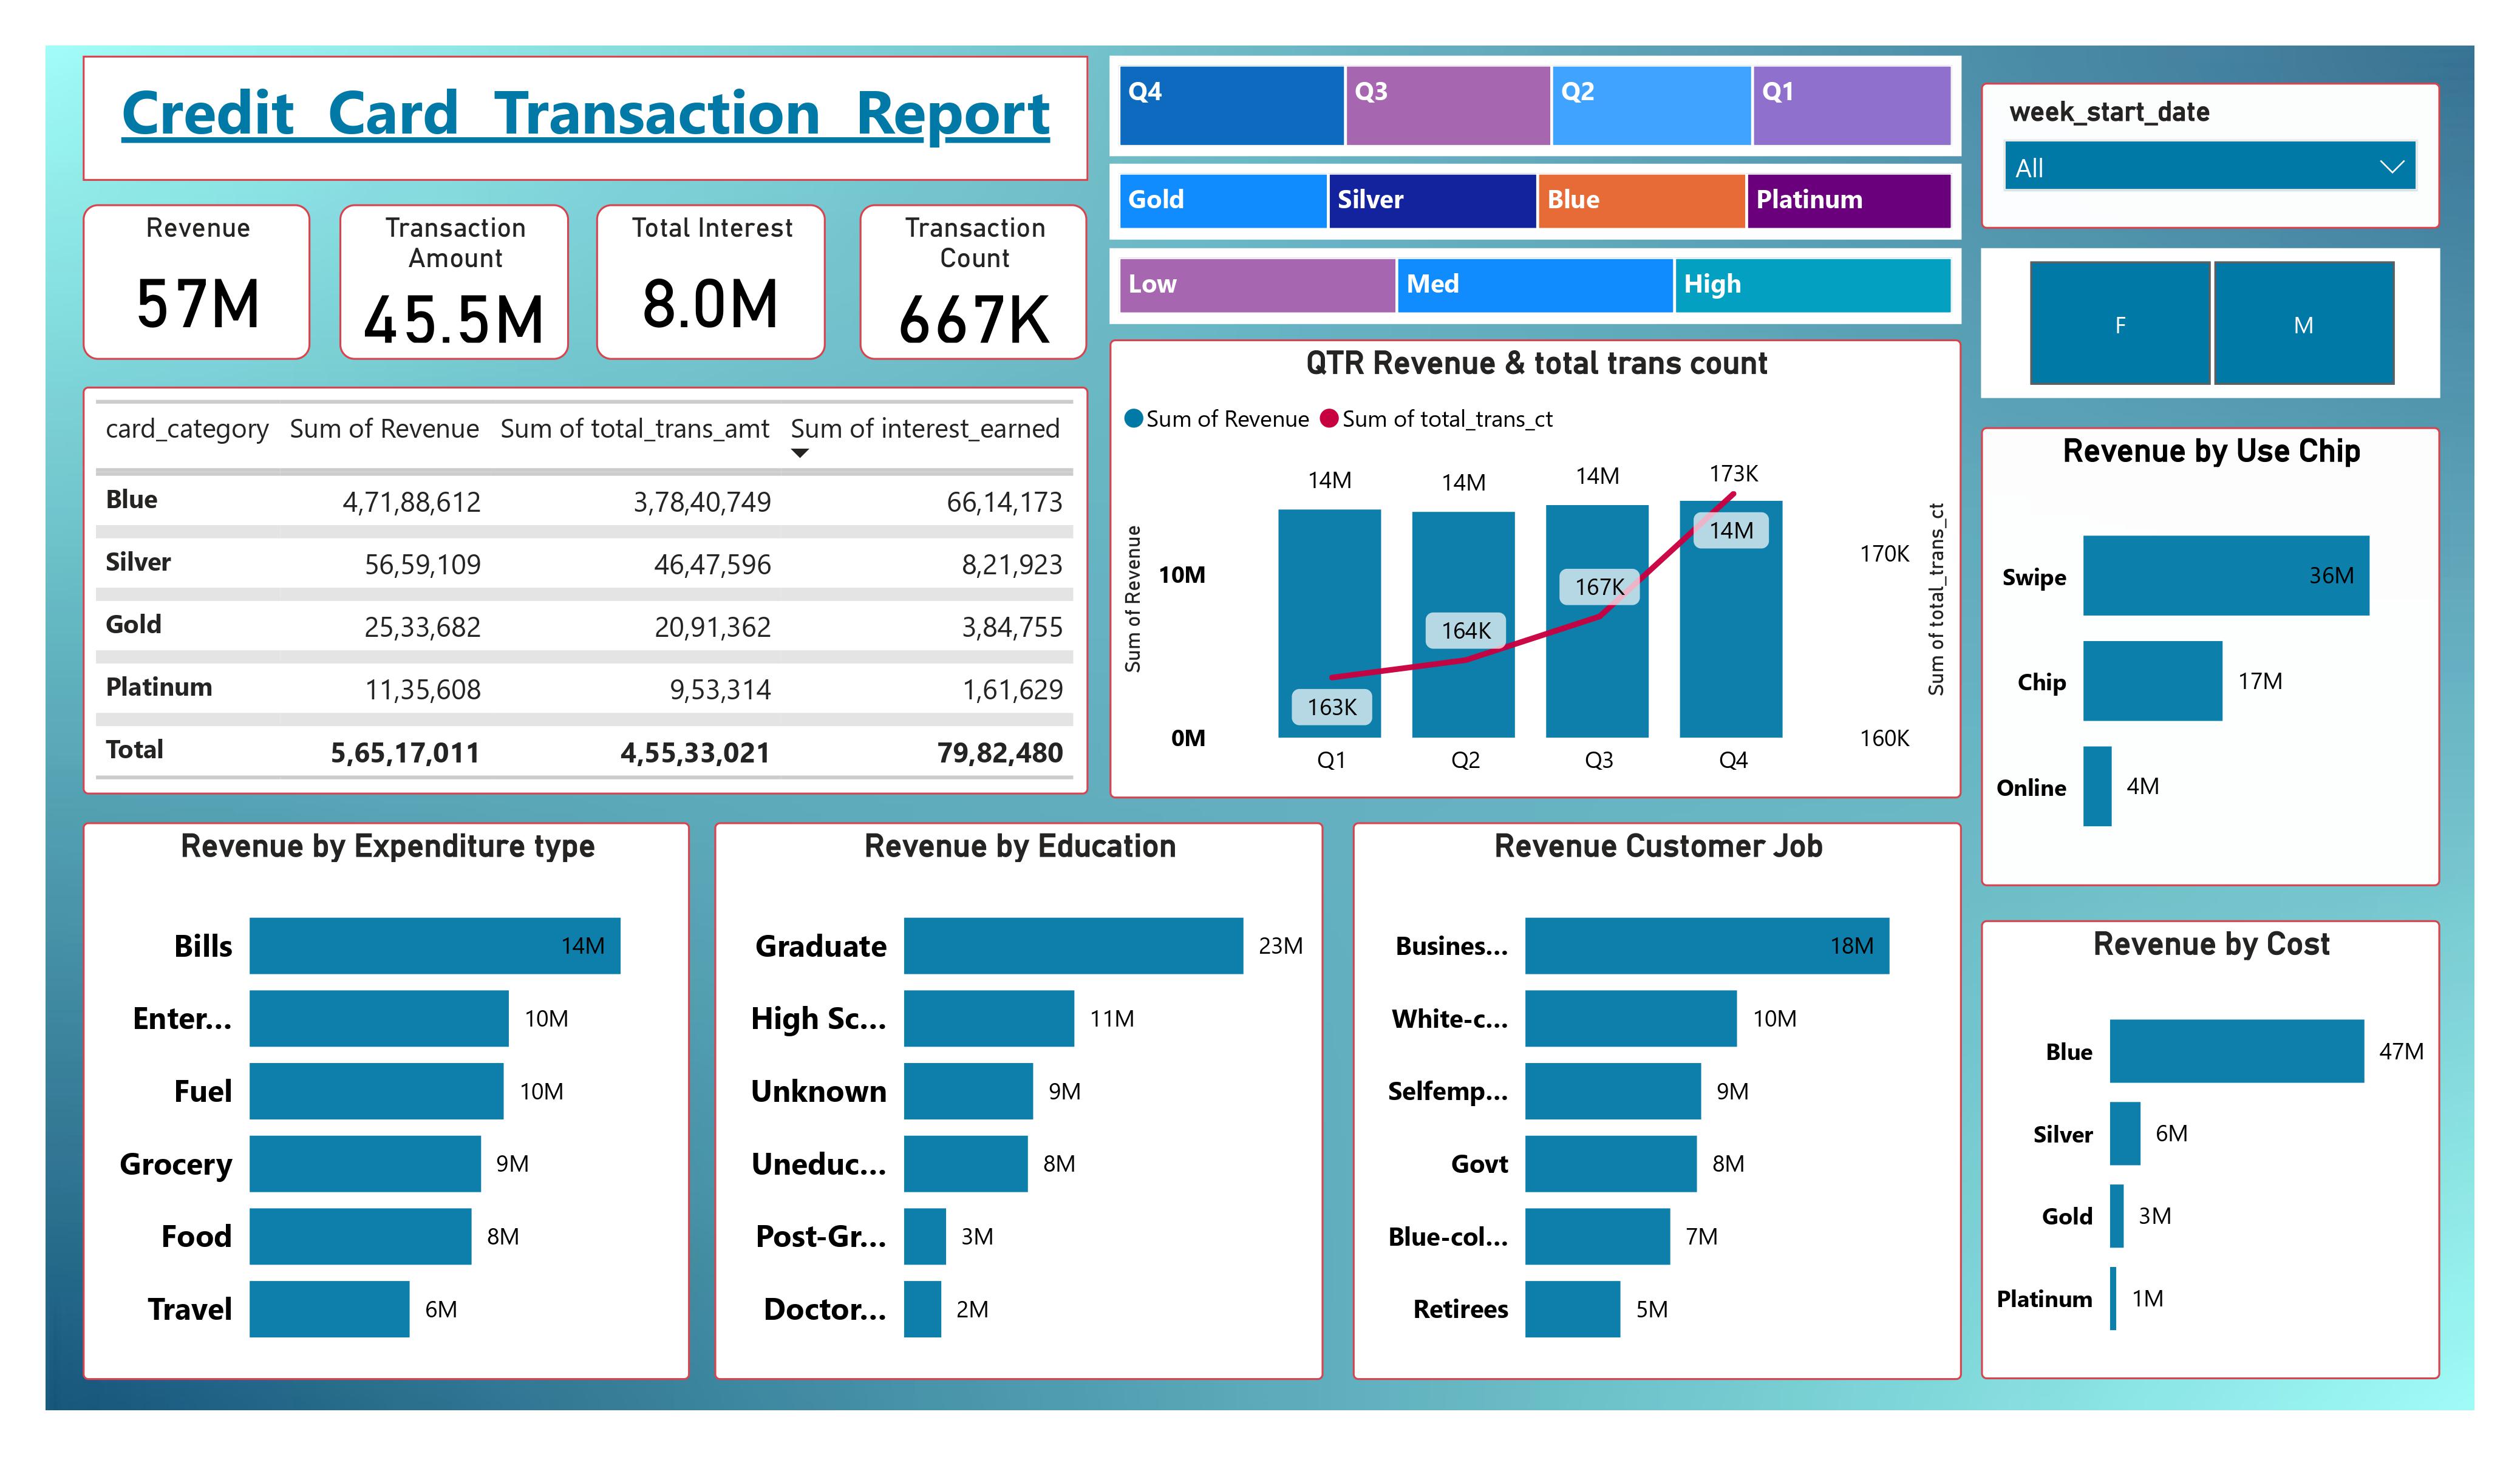 Credit Card Transaction Report
Revenue
57M
Transaction
Amount
45.5M
Total Interest
8.0M
Transaction
Count
667K
Q4 Q3 Q2 Q1
Gold Silver Blue Platinum
Low Med High
week_start_date
All
F M
card_category Sum of Revenue Sum of total_trans_amt Sum of interest_earned
Blue 4,71,88,612 3,78,40,749 66,14,173
Silver 56,59,109 46,47,596 8,21,923
Gold 25,33,682 20,91,362 3,84,755
Platinum 11,35,608 9,53,314 1,61,629
Total 5,65,17,011 4,55,33,021 79,82,480
QTR Revenue & total trans count
Sum of Revenue Sum of total_trans_ct
14M 14M 14M 173K
14M
10M
170K
167K
164K
163K
0M
160K
Q1 Q2 Q3 Q4
Sum of Revenue
Sum of total_trans_ct
Revenue by Use Chip
Swipe 36M
Chip 17M
Online 4M
Revenue by Expenditure type
Bills 14M
Enter... 10M
Fuel 10M
Grocery 9M
Food 8M
Travel 6M
Revenue by Education
Graduate 23M
High Sc... 11M
Unknown 9M
Uneduc... 8M
Post-Gr... 3M
Doctor... 2M
Revenue Customer Job
Busines... 18M
White-c... 10M
Selfemp... 9M
Govt 8M
Blue-col... 7M
Retirees 5M
Revenue by Cost
Blue 47M
Silver 6M
Gold 3M
Platinum 1M